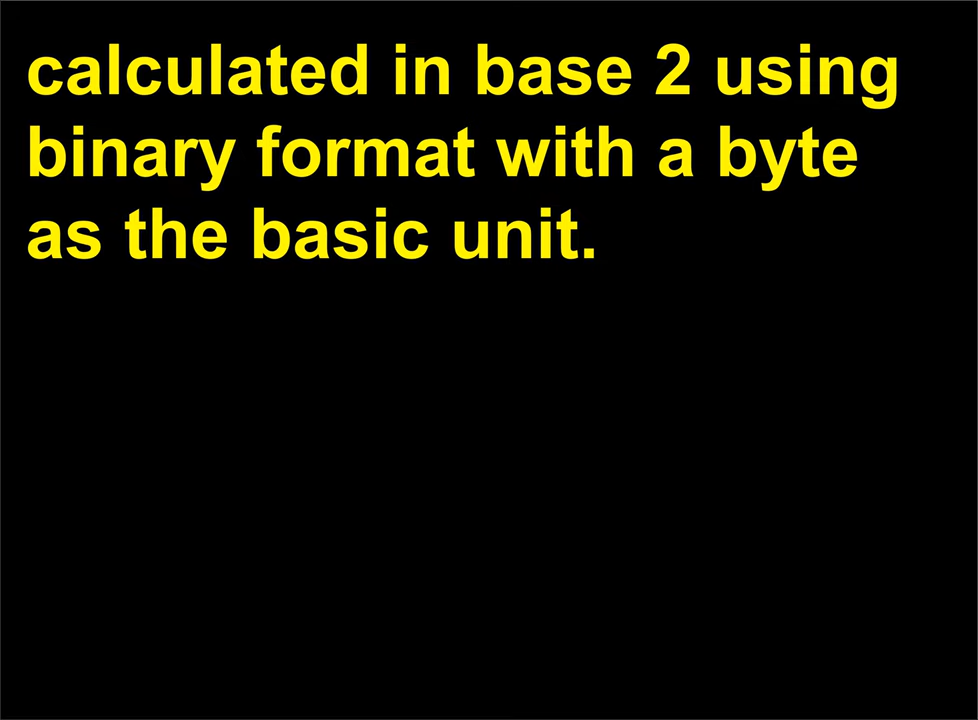 calculated in base 2 using
binary format with a byte
as the basic unit.